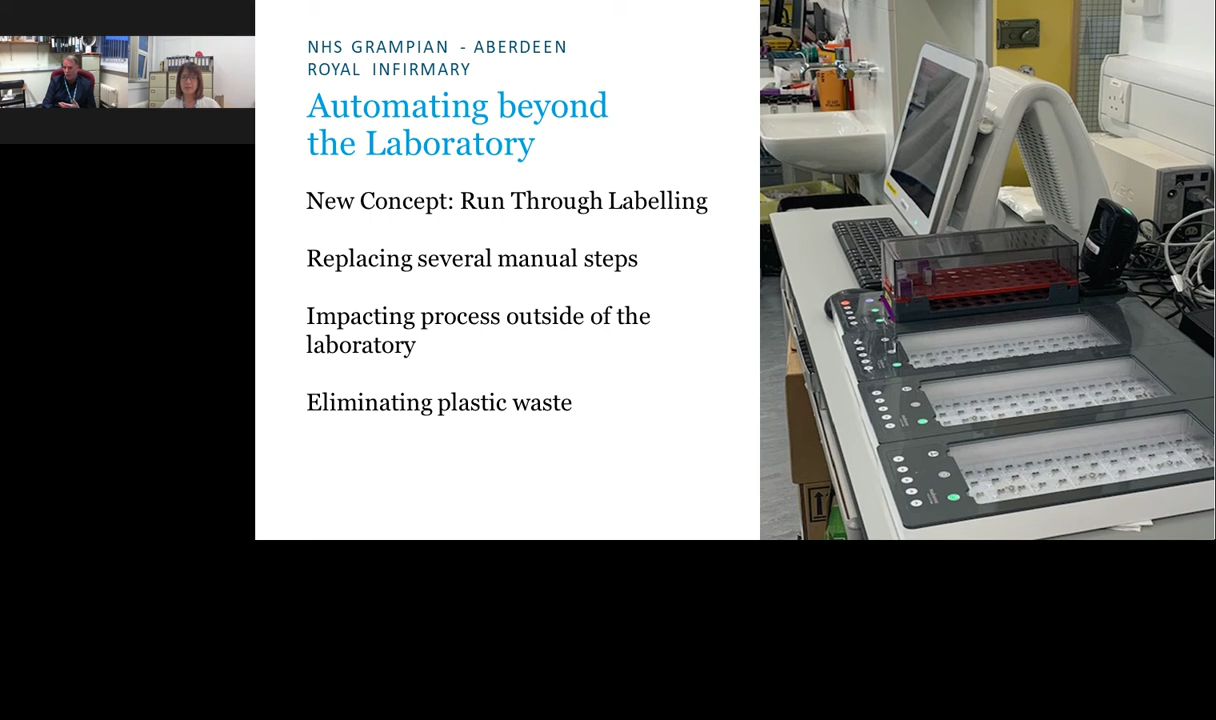 NHS GRAMPIAN - ABERDEEN
ROYAL INFIRMARY
Automating beyond
the Laboratory
New Concept: Run Through Labelling
Replacing several manual steps
Impacting process outside of the
laboratory
Eliminating plastic waste